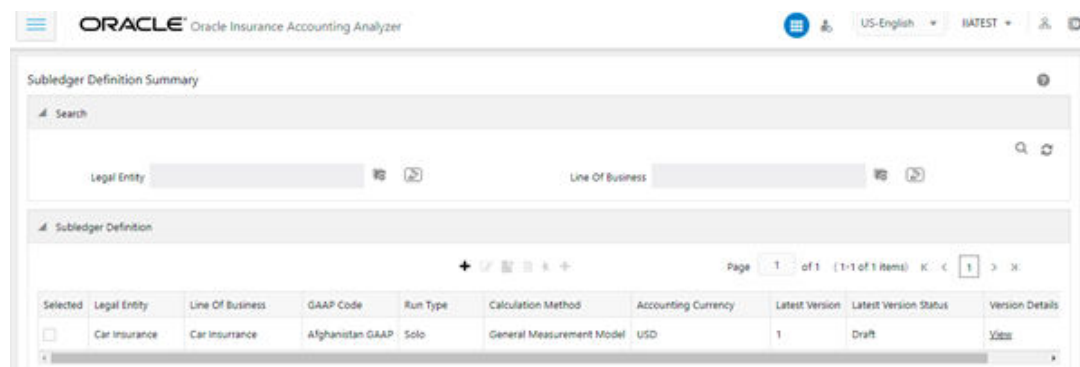 ORACLE® Oracle Insurance Accounting Analyzer US-English IIATEST
Subledger Definition Summary
Search
Legal Entity Line Of Business
Subledger Definition
Page 1 of 1 (1-1 of 1 items) K < 1 > X
Selected Legal Entity Line Of Business GAAP Code Run Type Calculation Method Accounting Currency Latest Version Latest Version Status Version Details
Car Insurance Car Insurrance Afghanistan GAAP Solo General Measurement Model USD 1 Draft View